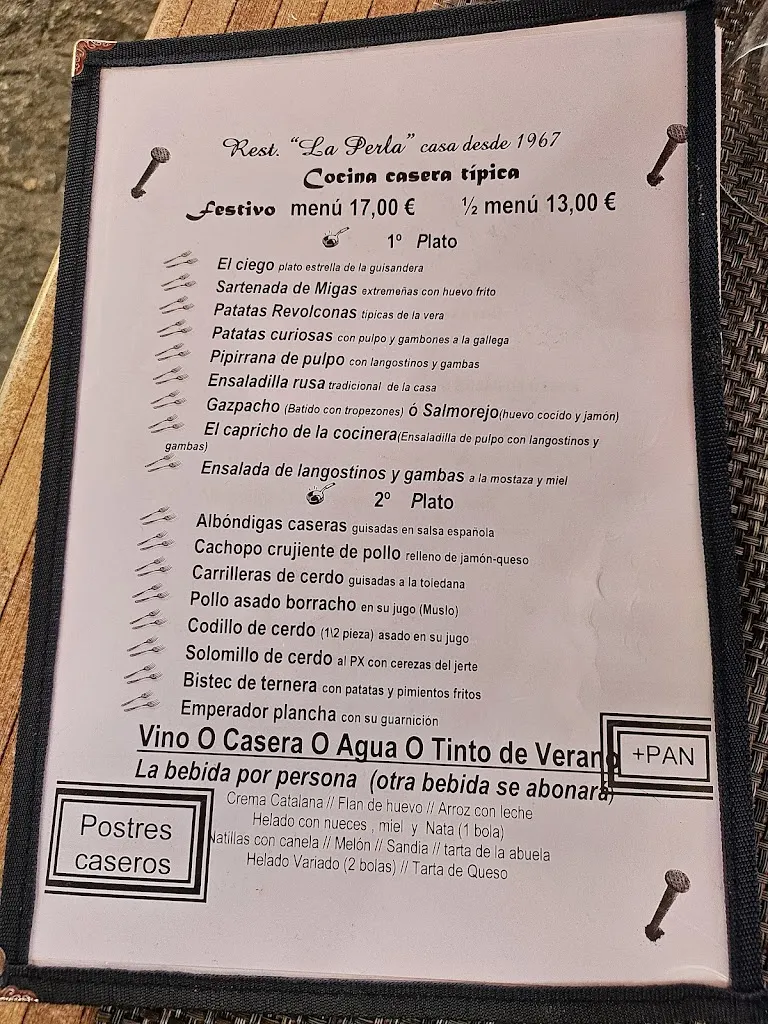 Rest. “La Perla” casa desde 1967
Cocina casera típica
Festivo menú 17,00 € ½ menú 13,00 €
1º Plato
El ciego plato estrella de la guisandera
Sartenada de Migas extremeñas con huevo frito
Patatas Revolconas tipicas de la vera
Patatas curiosas con pulpo y gambones a la gallega
Pipirrana de pulpo con langostinos y gambas
Ensaladilla rusa tradicional de la casa
Gazpacho (Batido con tropezones) ó Salmorejo(huevo cocido y jamón)
El capricho de la cocinera(Ensaladilla de pulpo con langostinos y
gambas)
Ensalada de langostinos y gambas a la mostaza y miel
2º Plato
Albóndigas caseras guisadas en salsa española
Cachopo crujiente de pollo relleno de jamón-queso
Carrilleras de cerdo guisadas a la toledana
Pollo asado borracho en su jugo (Muslo)
Codillo de cerdo (1\2 pieza) asado en su jugo
Solomillo de cerdo al PX con cerezas del jerte
Bistec de ternera con patatas y pimientos fritos
Emperador plancha con su guarnición
Vino O Casera O Agua O Tinto de Verano
+PAN
La bebida por persona (otra bebida se abonará)
Postres
caseros
Crema Catalana // Flan de huevo // Arroz con leche
Helado con nueces , miel y Nata (1 bola)
Natillas con canela // Melón // Sandia // tarta de la abuela
Helado Variado (2 bolas) // Tarta de Queso